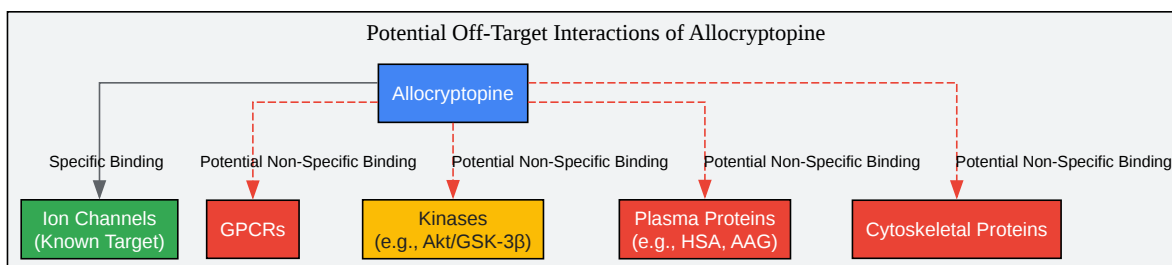 Potential Off-Target Interactions of Allocryptopine
Allocryptopine
Specific Binding
Potential Non-Specific Binding
Potential Non-Specific Binding
Potential Non-Specific Binding
Potential Non-Specific Binding
Ion Channels
(Known Target)
GPCRs
Kinases
(e.g., Akt/GSK-3β)
Plasma Proteins
(e.g., HSA, AAG)
Cytoskeletal Proteins